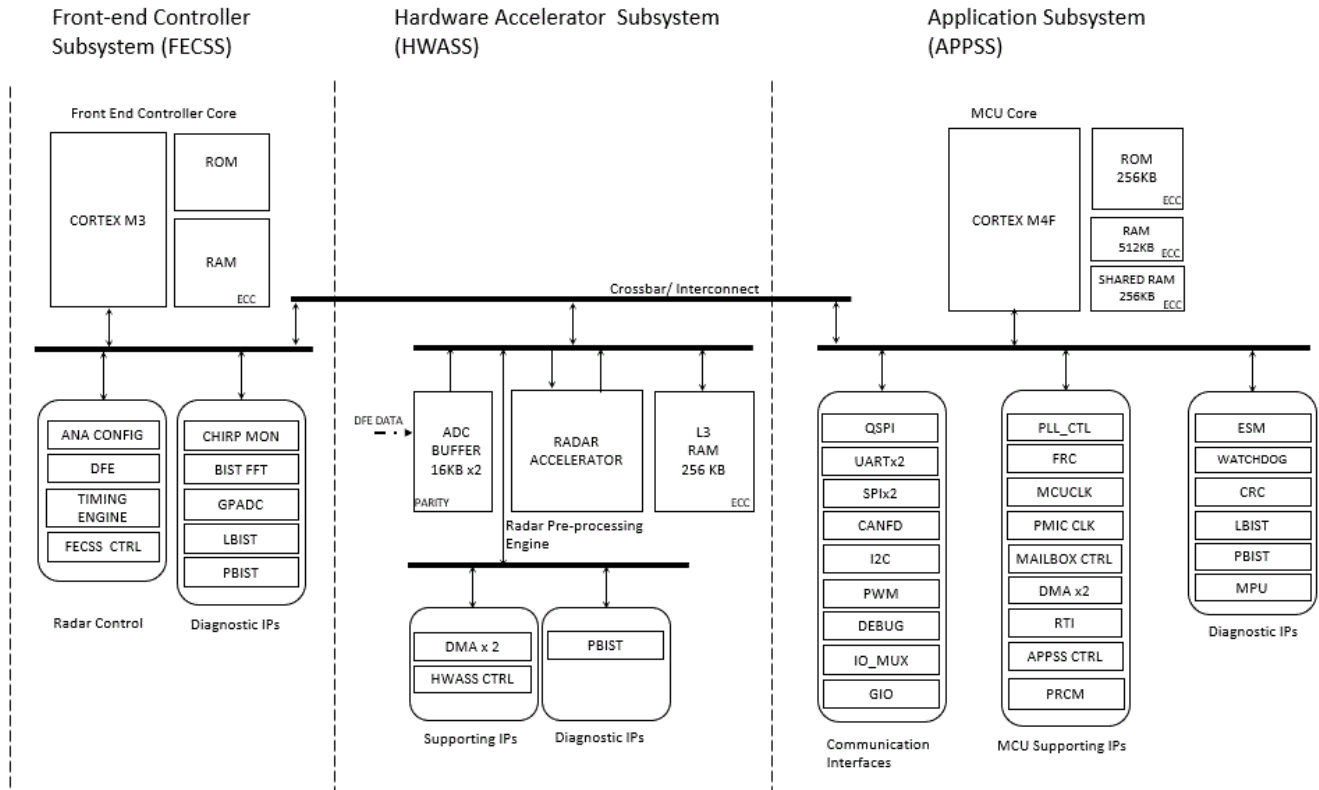 Front-end Controller
Subsystem (FECSS)
Hardware Accelerator Subsystem
(HWASS)
Application Subsystem
(APPSS)
Front End Controller Core
CORTEX M3
ROM
RAM
ECC
ANA CONFIG
DFE
TIMING
ENGINE
FECSS CTRL
Radar Control
CHIRP MON
BIST FFT
GPADC
LBIST
PBIST
Diagnostic IPs
Crossbar/ Interconnect
DFE DATA
ADC
BUFFER
16KB x2
PARITY
RADAR
ACCELERATOR
L3
RAM
256 KB
ECC
Radar Pre-processing
Engine
DMA x 2
HWASS CTRL
Supporting IPs
PBIST
Diagnostic IPs
MCU Core
CORTEX M4F
ROM
256KB
ECC
RAM
512KB
ECC
SHARED RAM
256KB
ECC
QSPI
UARTx2
SPIx2
CANFD
I2C
PWM
DEBUG
IO_MUX
GIO
Communication
Interfaces
PLL_CTL
FRC
MCUCLK
PMIC CLK
MAILBOX CTRL
DMA x2
RTI
APPSS CTRL
PRCM
MCU Supporting IPs
ESM
WATCHDOG
CRC
LBIST
PBIST
MPU
Diagnostic IPs